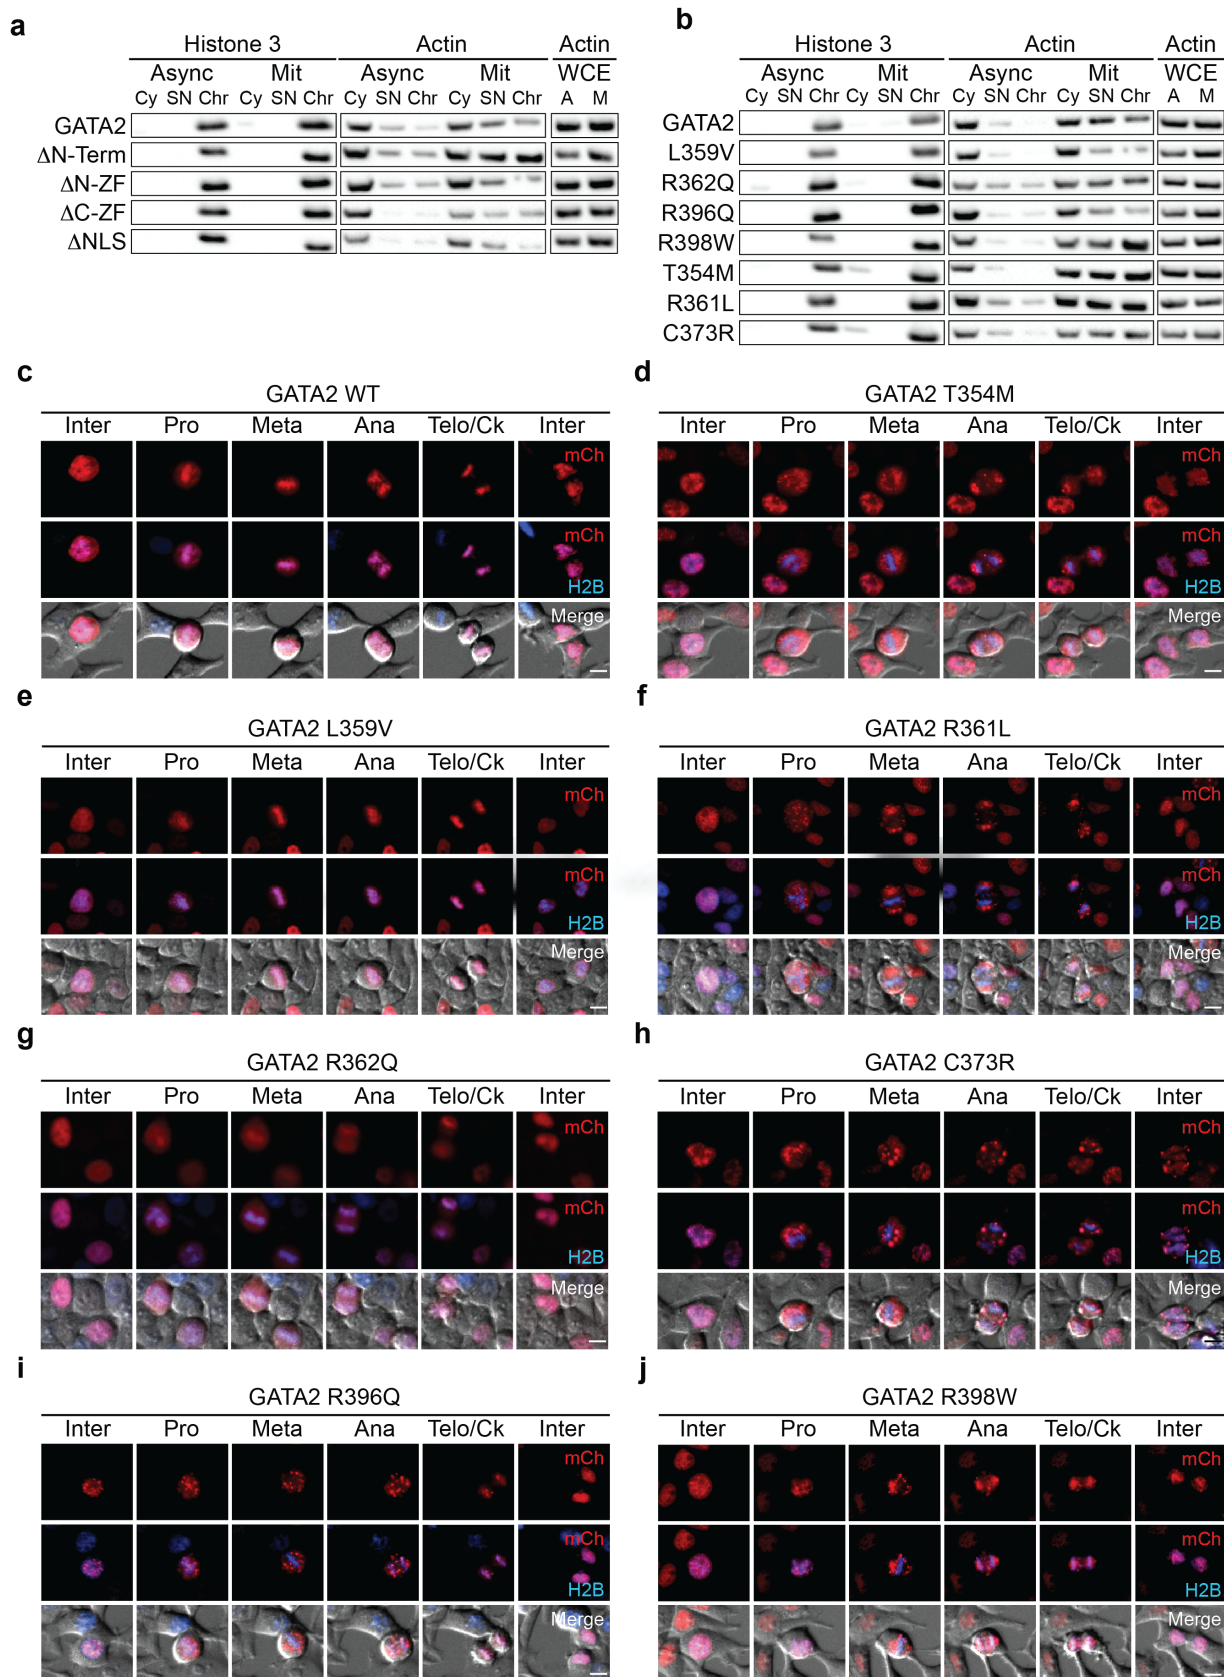 a
Histone 3 Actin Actin
Async Mit Async Mit WCE
Cy SN Chr Cy SN Chr Cy SN Chr Cy SN Chr A M
GATA2
ΔN-Term
ΔN-ZF
ΔC-ZF
ΔNLS
b
Histone 3 Actin Actin
Async Mit Async Mit WCE
Cy SN Chr Cy SN Chr Cy SN Chr Cy SN Chr A M
GATA2
L359V
R362Q
R396Q
R398W
T354M
R361L
C373R
c
GATA2 WT
Inter Pro Meta Ana Telo/Ck Inter
mCh
mCh
H2B
Merge
d
GATA2 T354M
Inter Pro Meta Ana Telo/Ck Inter
mCh
mCh
H2B
Merge
e
GATA2 L359V
Inter Pro Meta Ana Telo/Ck Inter
mCh
mCh
H2B
Merge
f
GATA2 R361L
Inter Pro Meta Ana Telo/Ck Inter
mCh
mCh
H2B
Merge
g
GATA2 R362Q
Inter Pro Meta Ana Telo/Ck Inter
mCh
mCh
H2B
Merge
h
GATA2 C373R
Inter Pro Meta Ana Telo/Ck Inter
mCh
mCh
H2B
Merge
i
GATA2 R396Q
Inter Pro Meta Ana Telo/Ck Inter
mCh
mCh
H2B
Merge
j
GATA2 R398W
Inter Pro Meta Ana Telo/Ck Inter
mCh
mCh
H2B
Merge